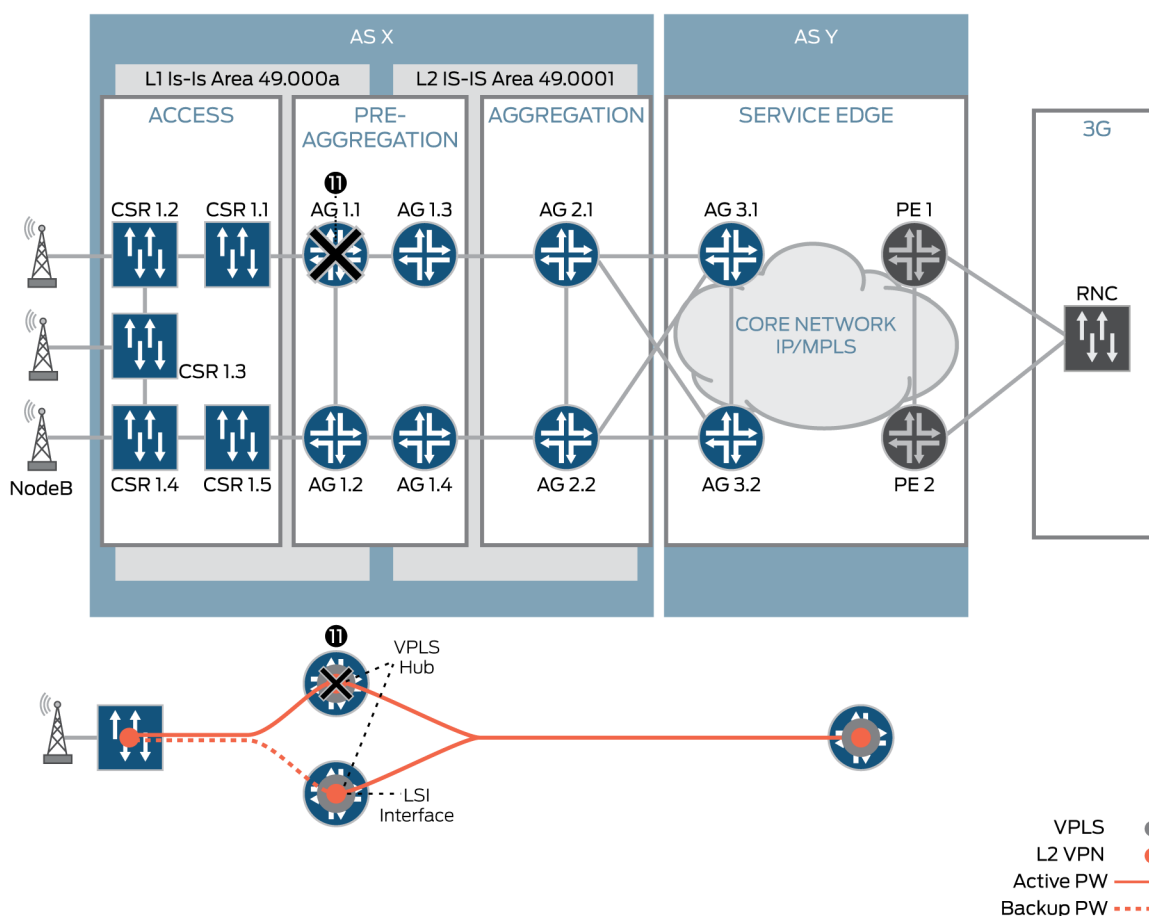 AS X
AS Y
L1 Is-Is Area 49.000a
L2 IS-IS Area 49.0001
ACCESS
PRE-
AGGREGATION
AGGREGATION
SERVICE EDGE
3G
11
CSR 1.2
CSR 1.1
AG 1.1
AG 1.3
AG 2.1
AG 3.1
PE 1
RNC
CORE NETWORK
IP/MPLS
CSR 1.3
NodeB
CSR 1.4
CSR 1.5
AG 1.2
AG 1.4
AG 2.2
AG 3.2
PE 2
11
VPLS
Hub
LSI
Interface
VPLS
L2 VPN
Active PW
Backup PW